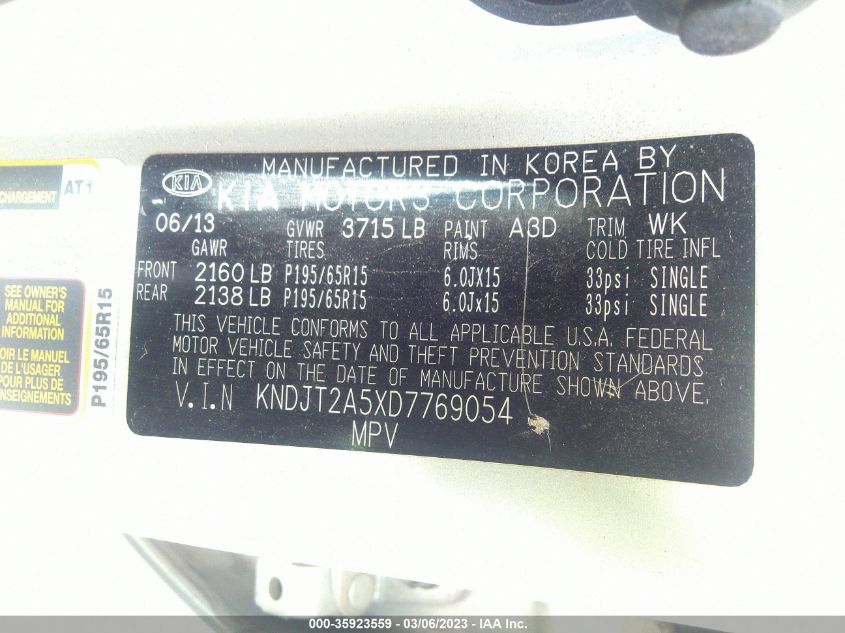 CHARGEMENT AT1
SEE OWNER'S
MANUAL FOR
ADDITIONAL
INFORMATION
OIR LE MANUEL
DE L'USAGER
POUR PLUS DE
ENSEIGNEMENTS
P195/65R15
KIA
MANUFACTURED IN KOREA BY
KIA MOTORS CORPORATION
06/13 GVWR 3715 LB PAINT A3D TRIM WK
GAWR TIRES RIMS COLD TIRE INFL
FRONT 2160 LB P195/65R15 6.0JX15 33psi SINGLE
REAR 2138 LB P195/65R15 6.0Jx15 33psi SINGLE
THIS VEHICLE CONFORMS TO ALL APPLICABLE U.S.A. FEDERAL
MOTOR VEHICLE SAFETY AND THEFT PREVENTION STANDARDS
IN EFFECT ON THE DATE OF MANUFACTURE SHOWN ABOVE.
V.I.N KNDJT2A5XD7769054
MPV
000-35923559 — 03/06/2023 — IAA Inc.